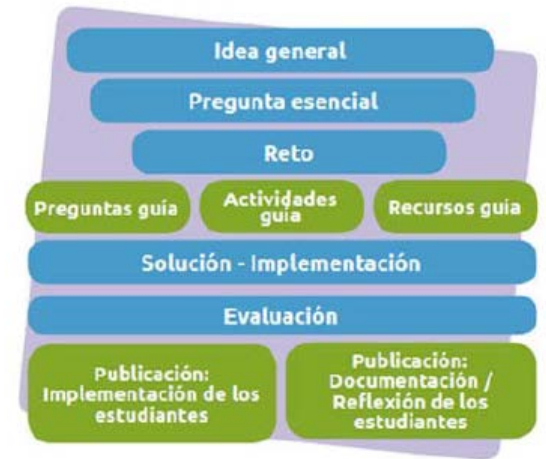 Idea general
Pregunta esencial
Reto
Preguntas guía
Actividades
guía
Recursos guía
Solución - Implementación
Evaluación
Publicación:
Implementación de los
estudiantes
Publicación:
Documentación /
Reflexión de los
estudiantes